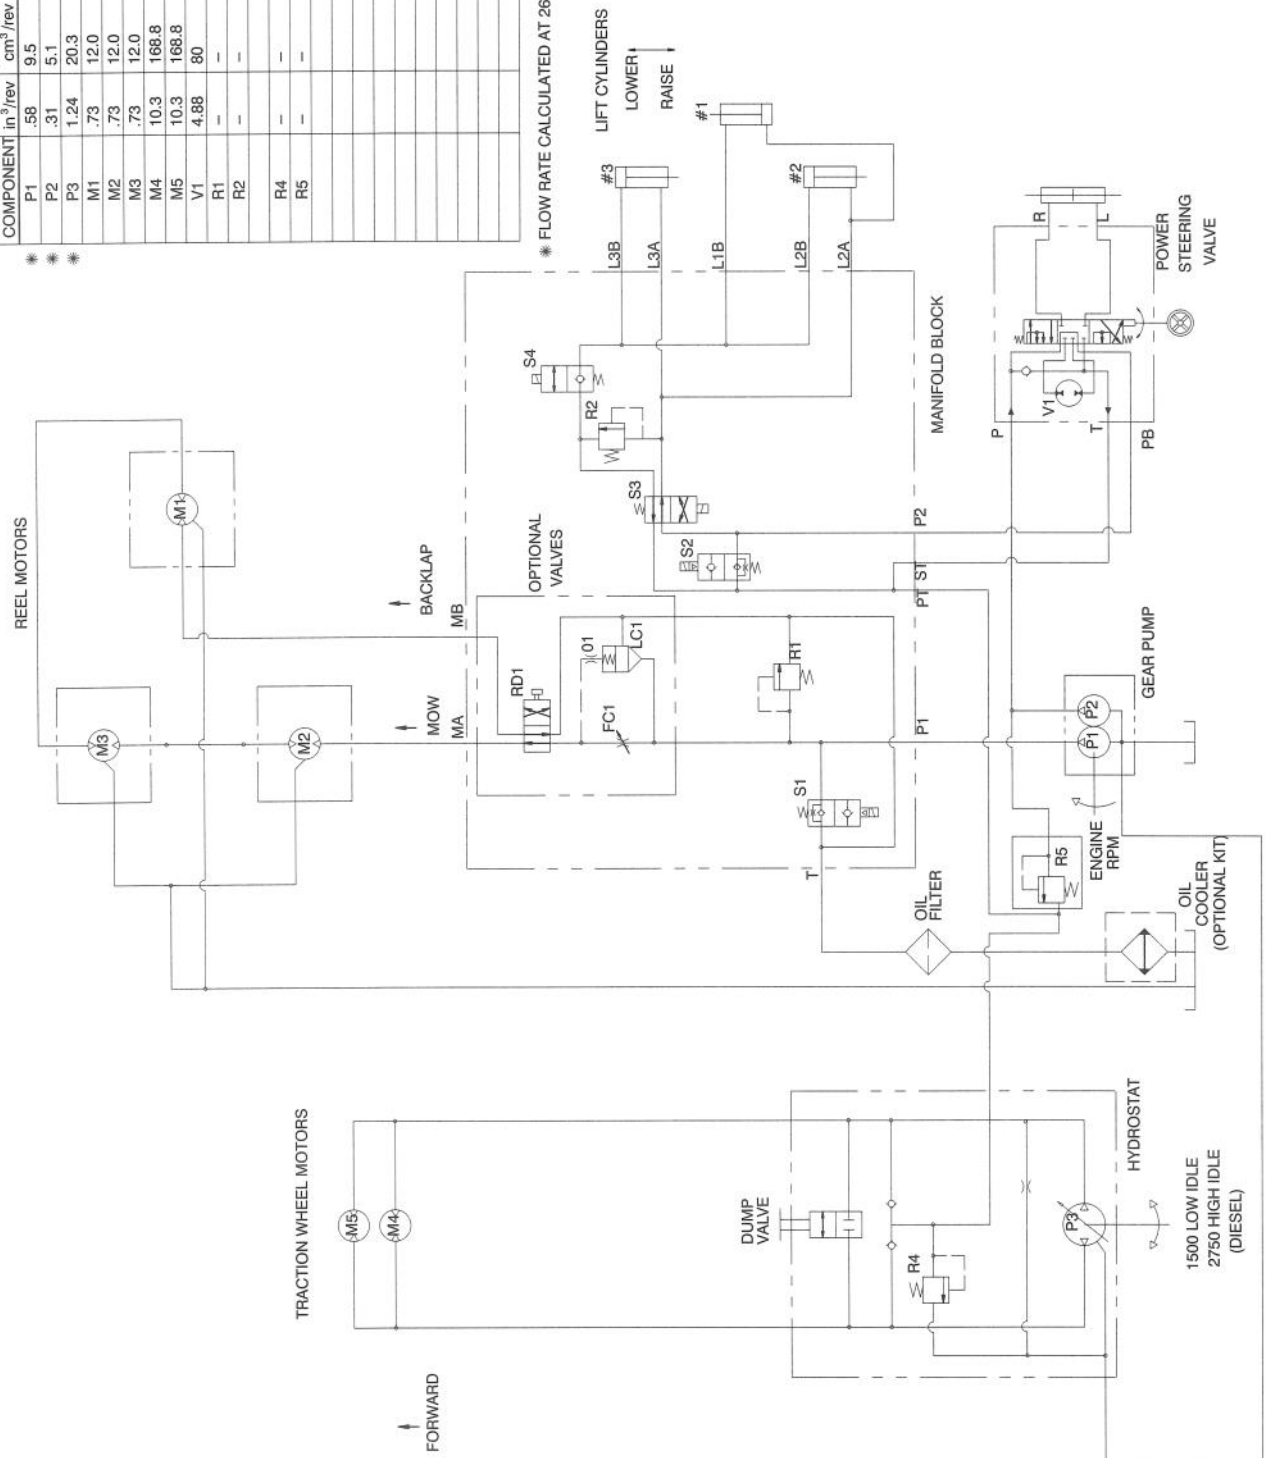 COMPONENT in³/rev cm³/rev
* P1 .58 9.5
* P2 .31 5.1
* P3 1.24 20.3
M1 .73 12.0
M2 .73 12.0
M3 .73 12.0
M4 10.3 168.8
M5 10.3 168.8
V1 4.88 80
R1 – –
R2 – –
R4 – –
R5 – –
* FLOW RATE CALCULATED AT 26
LIFT CYLINDERS
LOWER
RAISE
#1
#3
#2
L3B
L3A
L1B
L2B
L2A
R
L
POWER
STEERING
VALVE
MANIFOLD BLOCK
S4
R2
V1
P
T
PB
REEL MOTORS
M1
S3
S2
P2
ST
PT
OPTIONAL
VALVES
BACKLAP
MB
01
LC1
RD1
FC1
R1
MOW
MA
P1
M3
M2
GEAR PUMP
P2
P1
S1
T
ENGINE
RPM
R5
OIL
FILTER
OIL
COOLER
(OPTIONAL KIT)
TRACTION WHEEL MOTORS
M5
M4
HYDROSTAT
DUMP
VALVE
P3
R4
1500 LOW IDLE
2750 HIGH IDLE
(DIESEL)
FORWARD